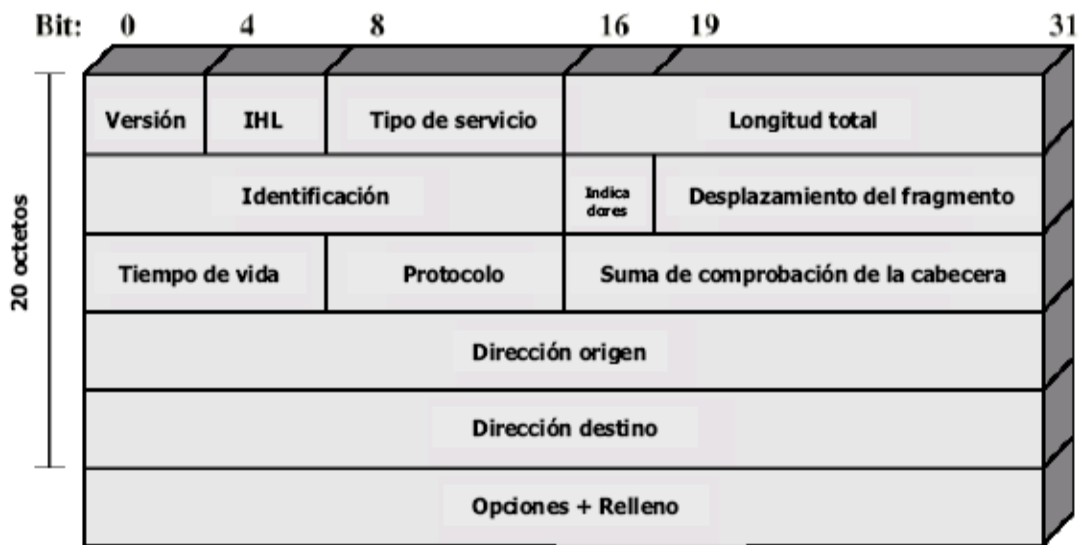 Bit: 0 4 8 16 19 31
Versión IHL Tipo de servicio Longitud total
Identificación Indica
dores Desplazamiento del fragmento
Tiempo de vida Protocolo Suma de comprobación de la cabecera
Dirección origen
Dirección destino
Opciones + Relleno
20 octetos